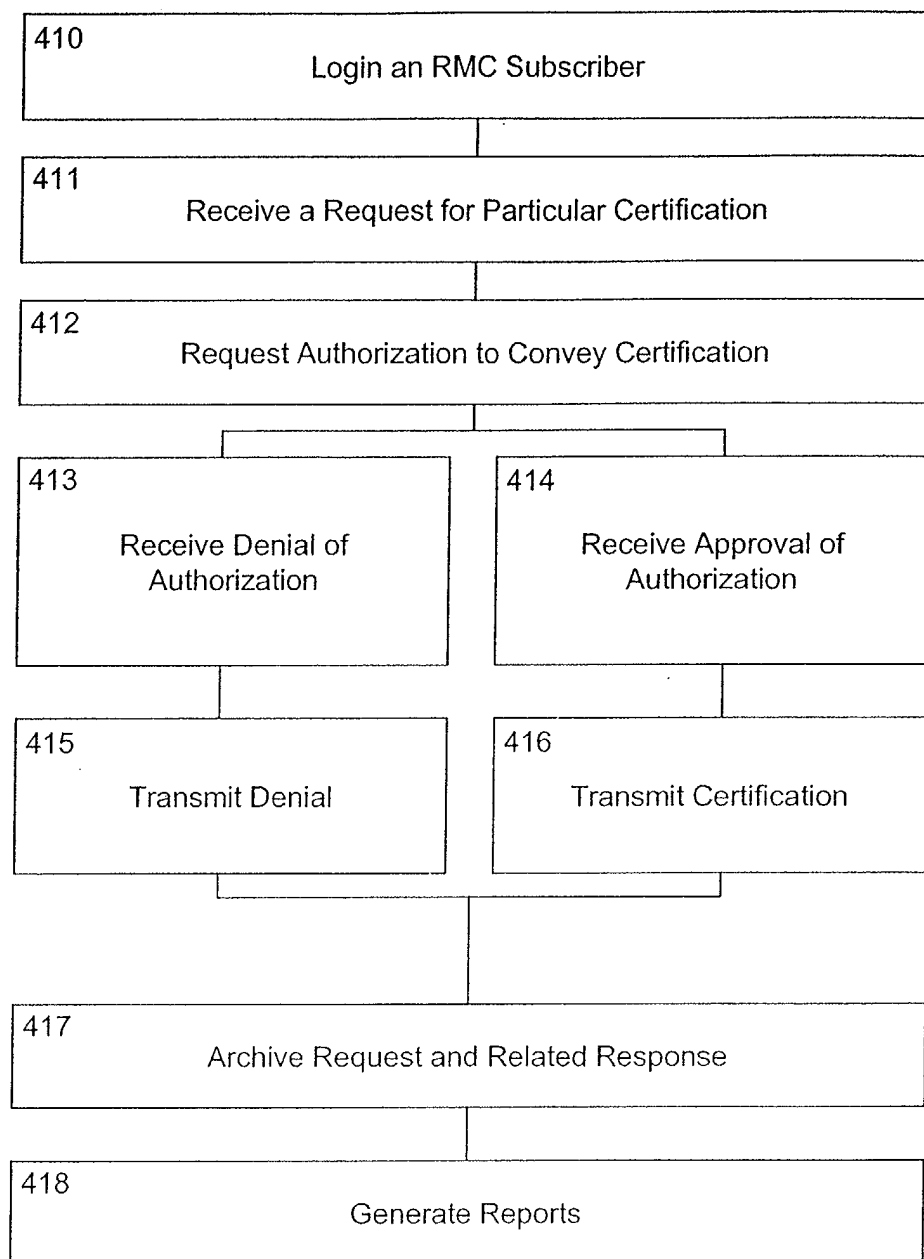 410
Login an RMC Subscriber
411
Receive a Request for Particular Certification
412
Request Authorization to Convey Certification
413
Receive Denial of
Authorization
414
Receive Approval of
Authorization
415
Transmit Denial
416
Transmit Certification
417
Archive Request and Related Response
418
Generate Reports